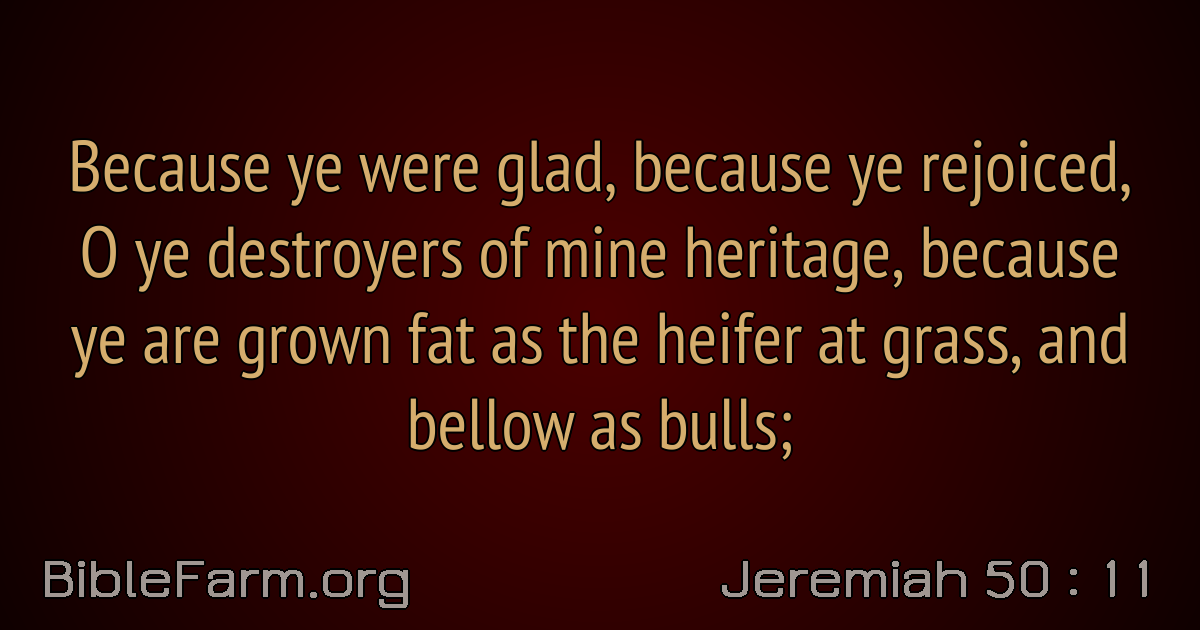 Because ye were glad, because ye rejoiced,
O ye destroyers of mine heritage, because
ye are grown fat as the heifer at grass, and
bellow as bulls;
BibleFarm.org
Jeremiah 50 : 11